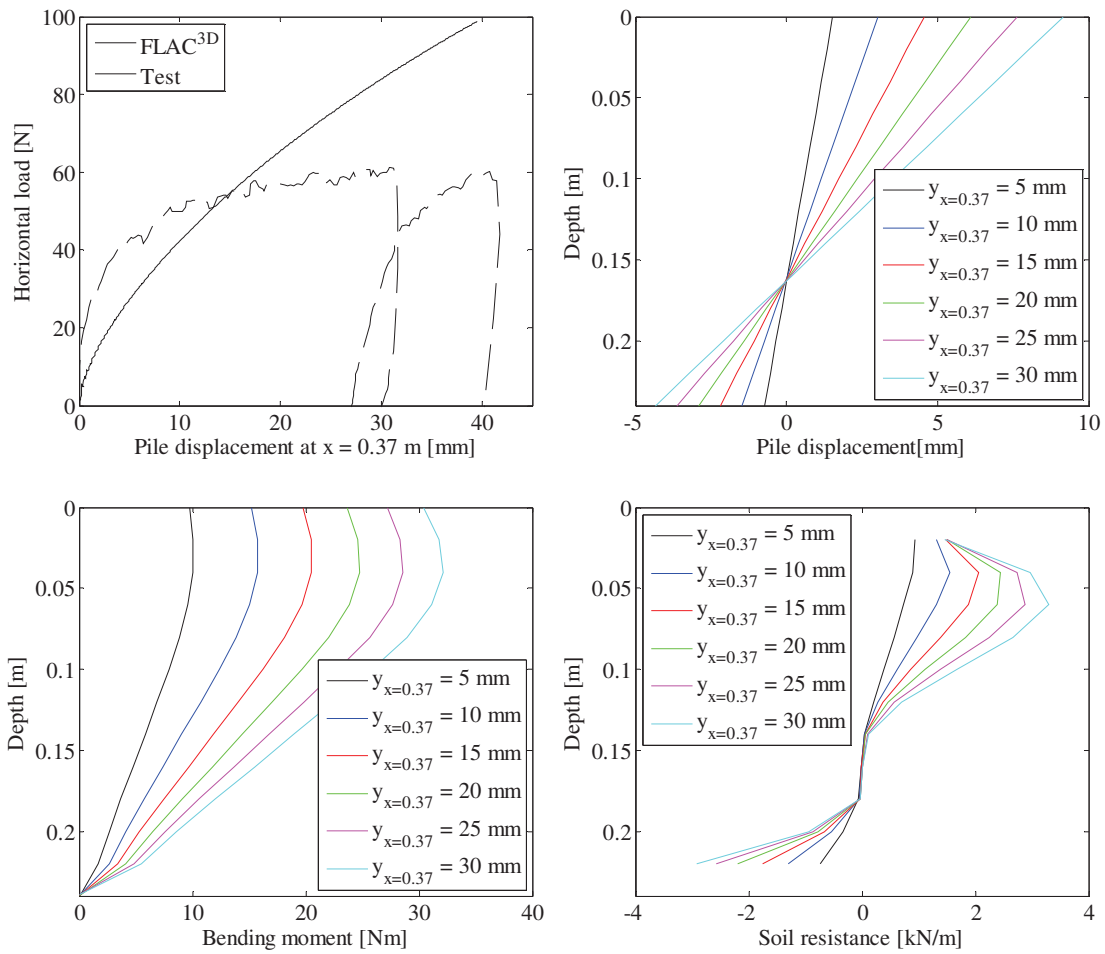 100
80
60
40
20
0
FLAC3D
Test
Horizontal load [N]
0 10 20 30 40
Pile displacement at x = 0.37 m [mm]
0
0.05
0.1
0.15
0.2
Depth [m]
yx=0.37 = 5 mm
yx=0.37 = 10 mm
yx=0.37 = 15 mm
yx=0.37 = 20 mm
yx=0.37 = 25 mm
yx=0.37 = 30 mm
-5 0 5 10
Pile displacement[mm]
0
0.05
0.1
0.15
0.2
Depth [m]
yx=0.37 = 5 mm
yx=0.37 = 10 mm
yx=0.37 = 15 mm
yx=0.37 = 20 mm
yx=0.37 = 25 mm
yx=0.37 = 30 mm
0 10 20 30 40
Bending moment [Nm]
0
0.05
0.1
0.15
0.2
Depth [m]
yx=0.37 = 5 mm
yx=0.37 = 10 mm
yx=0.37 = 15 mm
yx=0.37 = 20 mm
yx=0.37 = 25 mm
yx=0.37 = 30 mm
-4 -2 0 2 4
Soil resistance [kN/m]